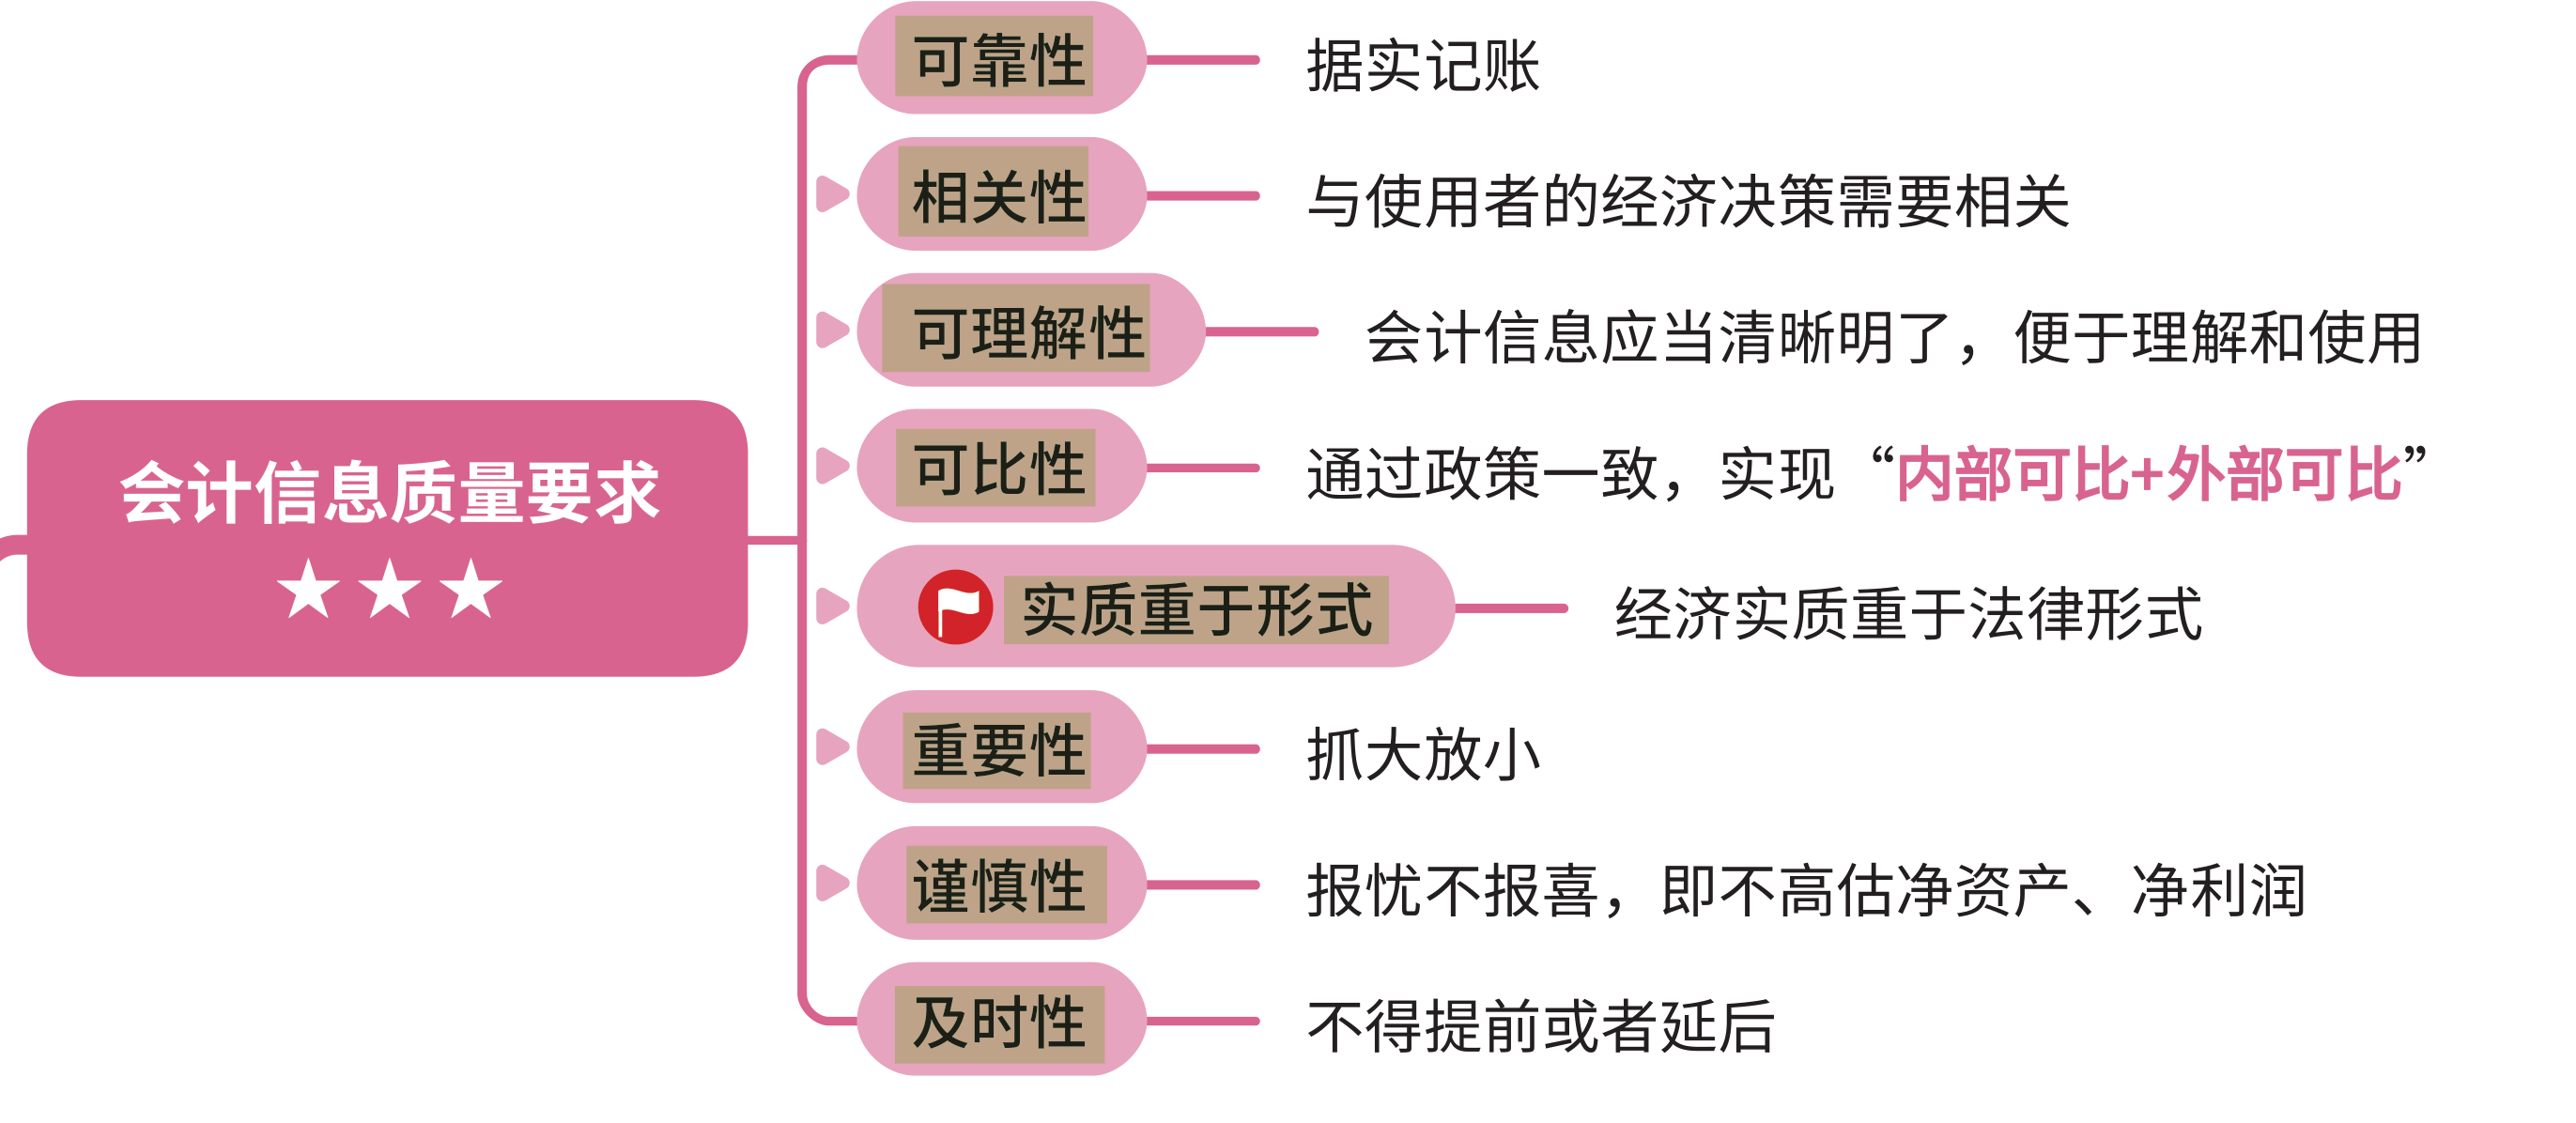 可靠性 据实记账
相关性 与使用者的经济决策需要相关
可理解性 会计信息应当清晰明了，便于理解和使用
可比性 通过政策一致，实现“内部可比+外部可比”
会计信息质量要求
★★★
实质重于形式 经济实质重于法律形式
重要性 抓大放小
谨慎性 报忧不报喜，即不高估净资产、净利润
及时性 不得提前或者延后